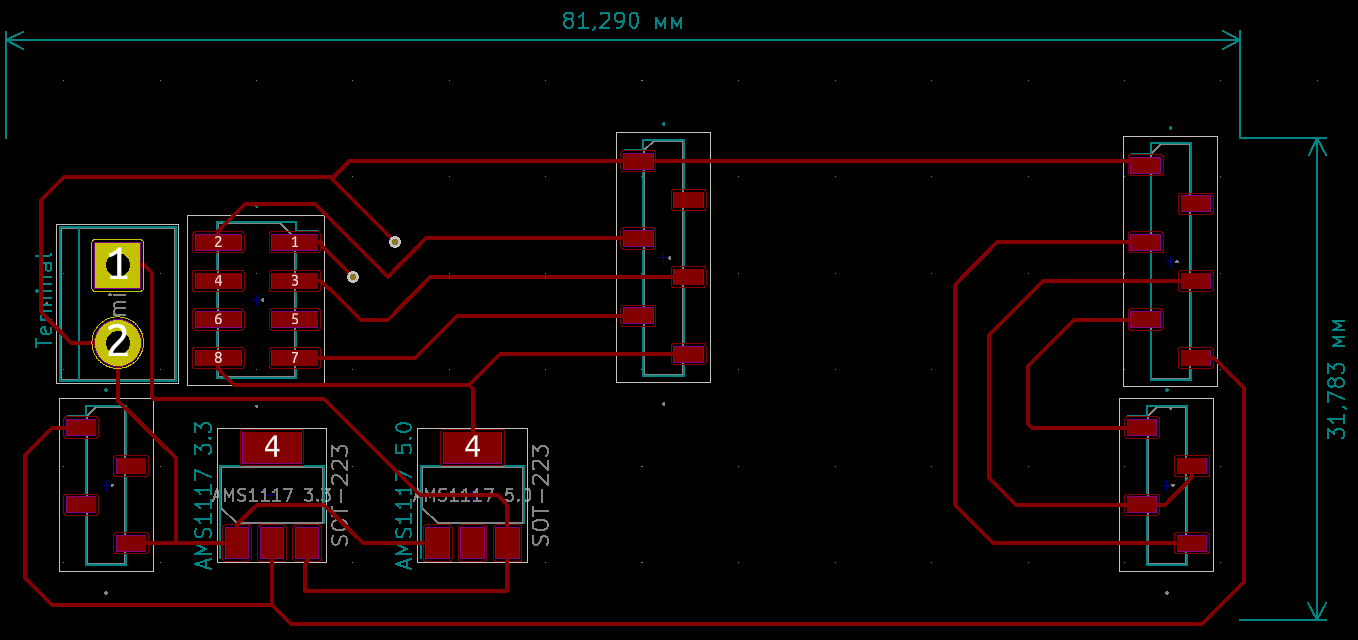 81,290 мм
Terminal
1
2
2
1
4
3
6
5
8
7
31,783 мм
4
4
AMS1117 3.3
AMS1117 3.3
SOT-223
AMS1117 5.0
AMS1117 5.0
SOT-223